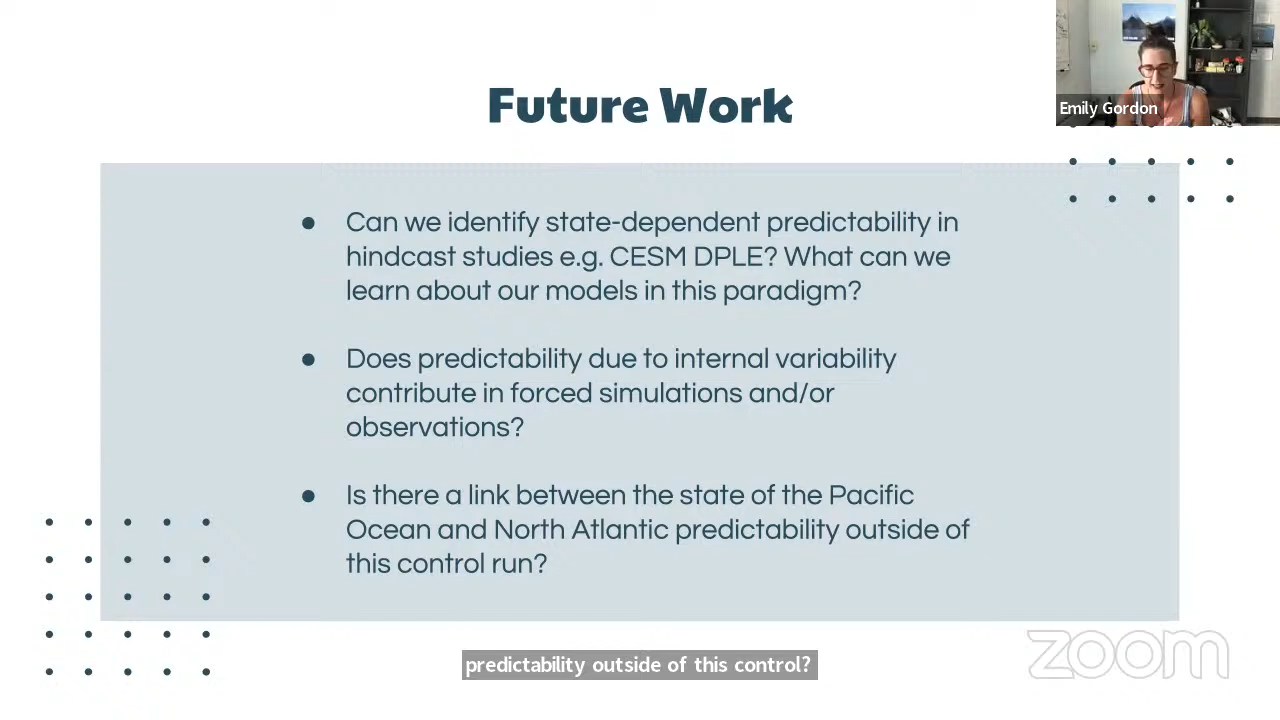 Future Work
Emily Gordon
● Can we identify state-dependent predictability in
hindcast studies e.g. CESM DPLE? What can we
learn about our models in this paradigm?
● Does predictability due to internal variability
contribute in forced simulations and/or
observations?
● Is there a link between the state of the Pacific
Ocean and North Atlantic predictability outside of
this control run?
zoom
predictability outside of this control?